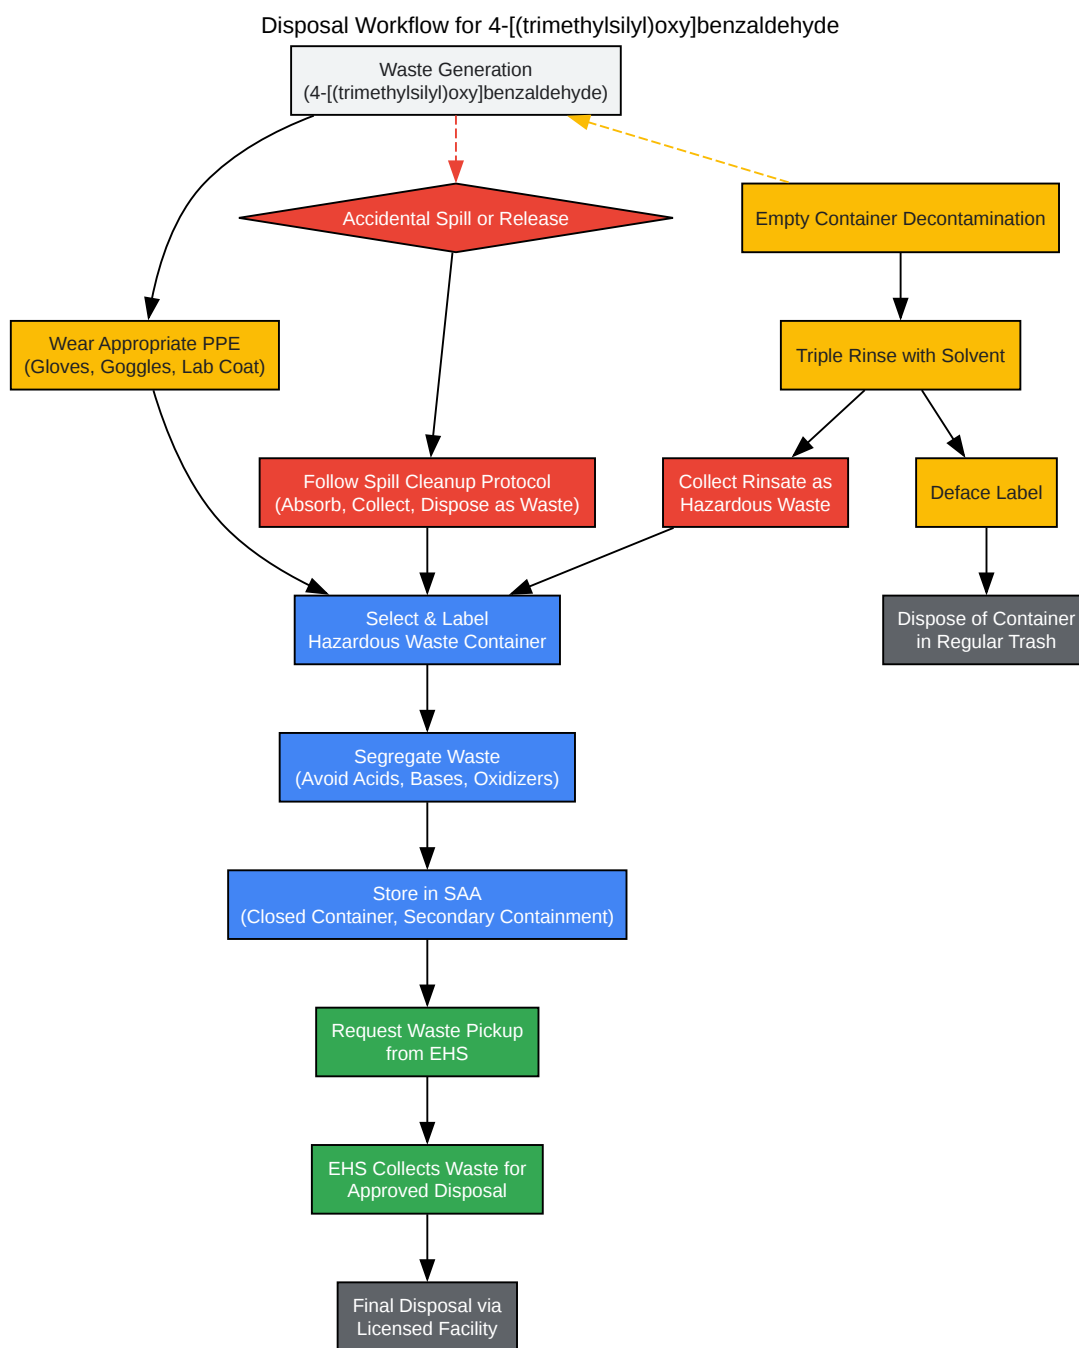 Disposal Workflow for 4-[(trimethylsilyl)oxy]benzaldehyde
Waste Generation
(4-[(trimethylsilyl)oxy]benzaldehyde)
Accidental Spill or Release
Empty Container Decontamination
Wear Appropriate PPE
(Gloves, Goggles, Lab Coat)
Triple Rinse with Solvent
Follow Spill Cleanup Protocol
(Absorb, Collect, Dispose as Waste)
Collect Rinsate as
Hazardous Waste
Deface Label
Select & Label
Hazardous Waste Container
Dispose of Container
in Regular Trash
Segregate Waste
(Avoid Acids, Bases, Oxidizers)
Store in SAA
(Closed Container, Secondary Containment)
Request Waste Pickup
from EHS
EHS Collects Waste for
Approved Disposal
Final Disposal via
Licensed Facility